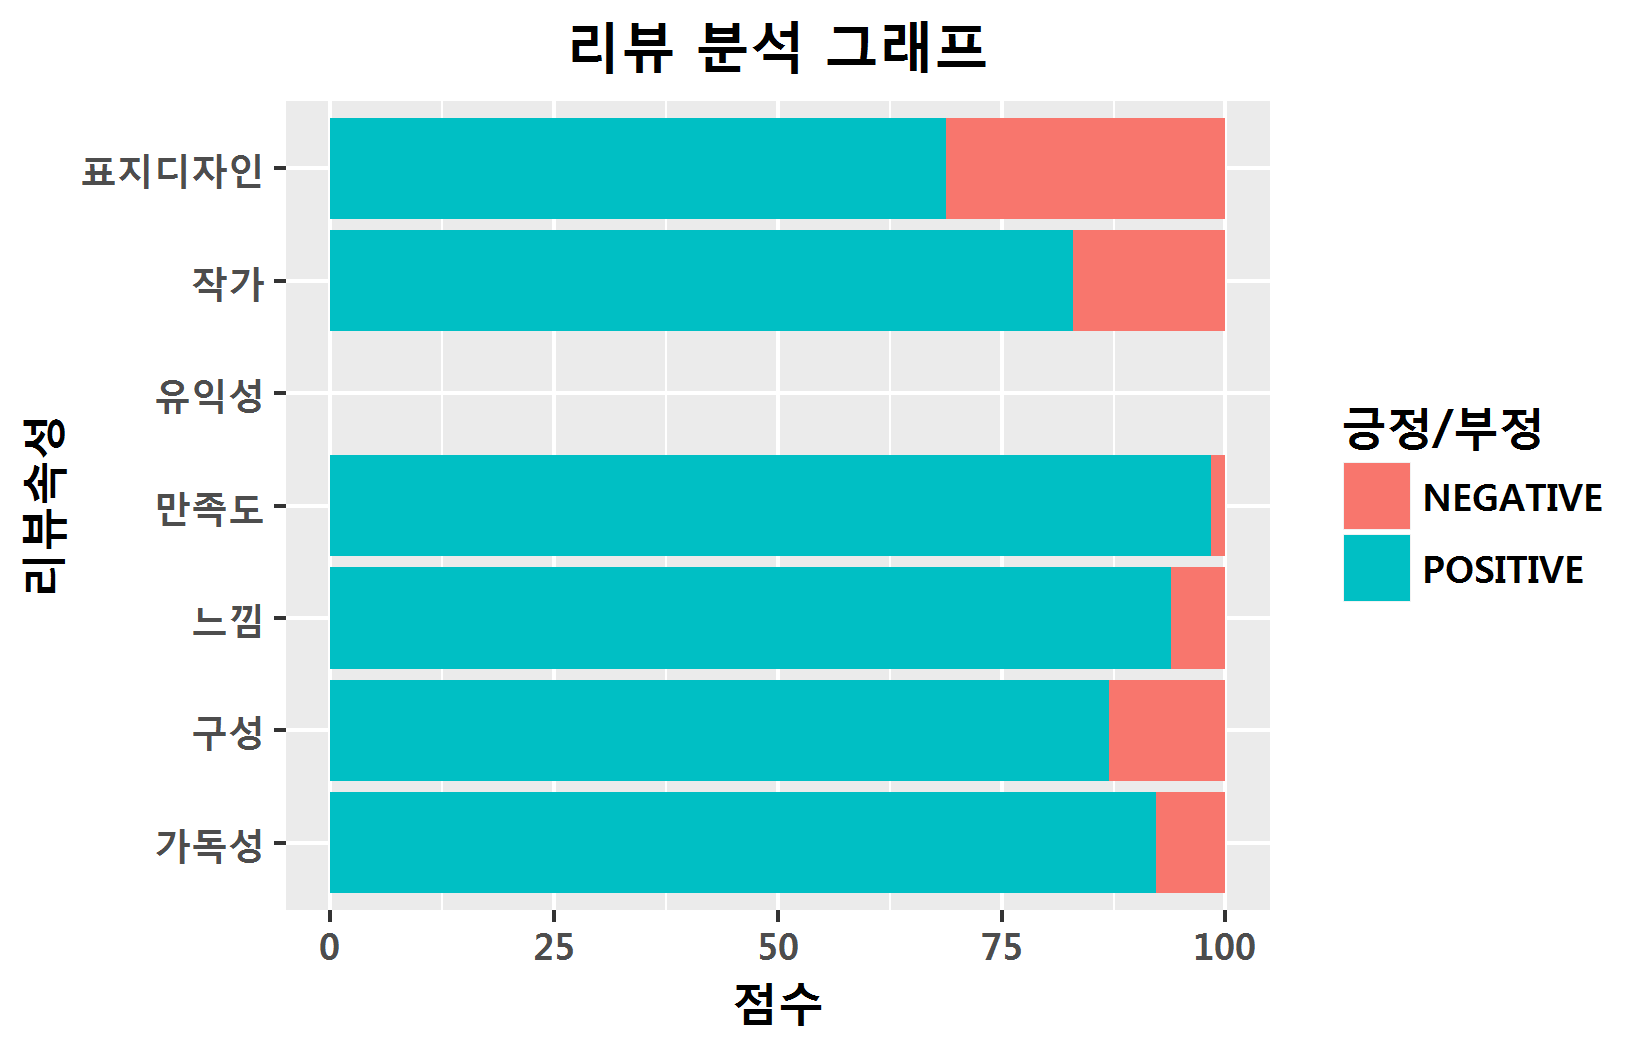 리뷰 분석 그래프
리뷰속성
표지디자인
작가
유익성
만족도
느낌
구성
가독성
0 25 50 75 100
점수
긍정/부정
NEGATIVE
POSITIVE